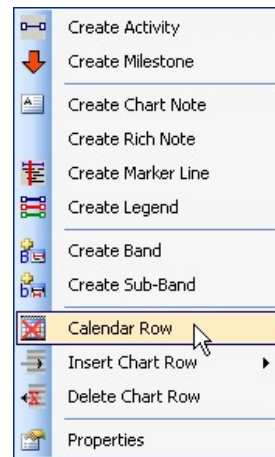 Create Activity
Create Milestone
Create Chart Note
Create Rich Note
Create Marker Line
Create Legend
Create Band
Create Sub-Band
Calendar Row
Insert Chart Row
Delete Chart Row
Properties